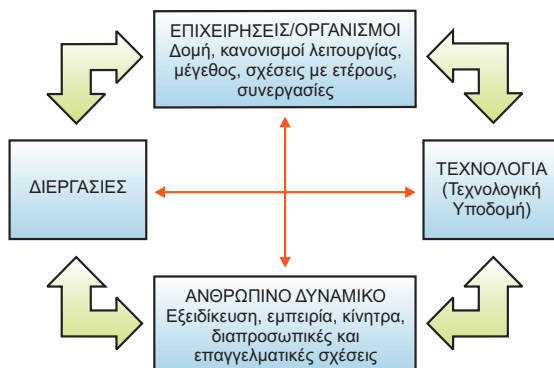 ΕΠΙΧΕΙΡΗΣΕΙΣ/ΟΡΓΑΝΙΣΜΟΙ
Δομή, κανονισμοί λειτουργίας,
μέγεθος, σχέσεις με ετέρους,
συνεργασίες
ΔΙΕΡΓΑΣΙΕΣ
ΤΕΧΝΟΛΟΓΙΑ
(Τεχνολογική
Υποδομή)
ΑΝΘΡΩΠΙΝΟ ΔΥΝΑΜΙΚΟ
Εξειδίκευση, εμπειρία, κίνητρα,
διαπροσωπικές και
επαγγελματικές σχέσεις